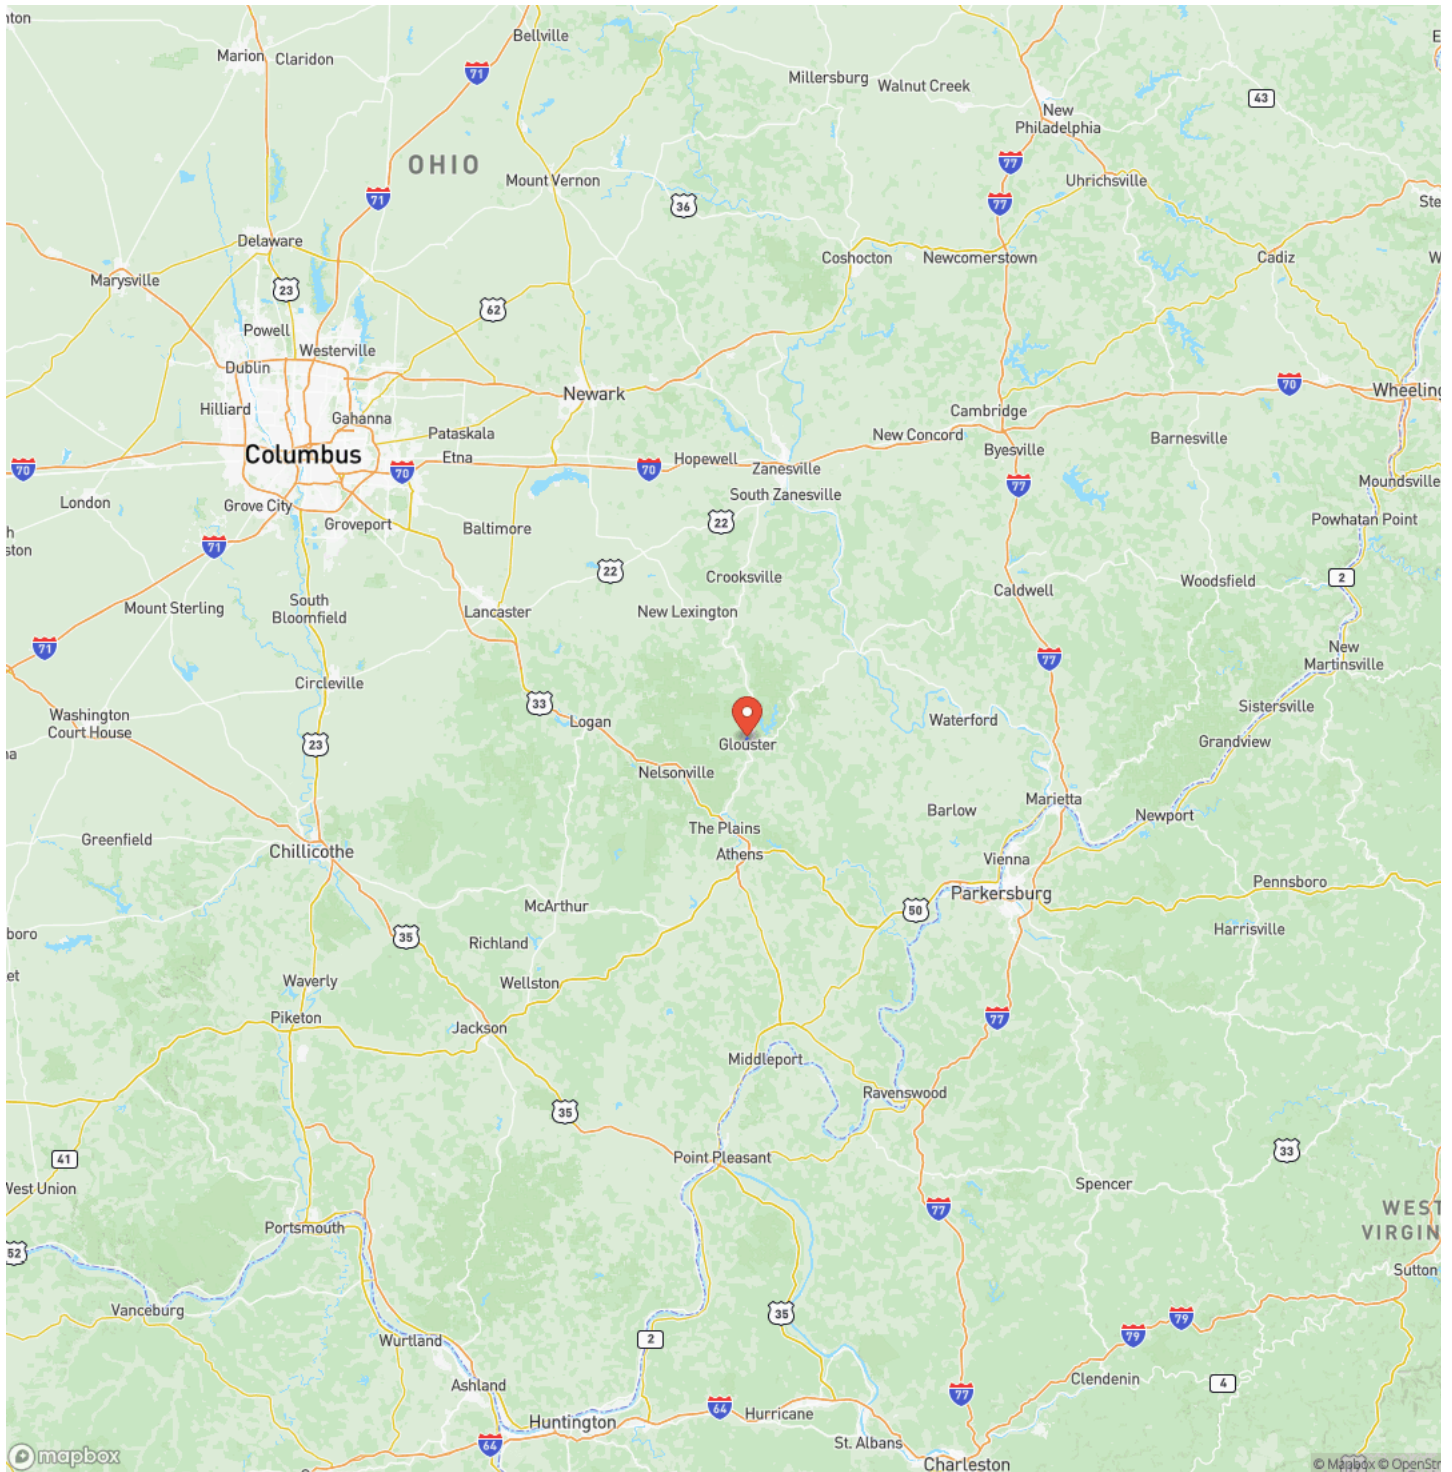 nton
Bellville
Marion
Claridon
71
Millersburg
Walnut Creek
43
New
Philadelphia
OHIO
77
Mount Vernon
Uhrichsville
71
36
77
Ste
Delaware
Coshocton
Newcomerstown
Cadiz
W
Marysville
23
62
Powell
Westerville
Dublin
70
Wheeling
Newark
Hilliard
Gahanna
Cambridge
Pataskala
New Concord
Barnesville
Columbus
Etna
Hopewell
Byesville
70
70
70
Zanesville
77
Moundsville
London
South Zanesville
Grove City
Groveport
Baltimore
22
Powhatan Point
h
ston
71
22
Crooksville
2
Woodsfield
Caldwell
Mount Sterling
South
Bloomfield
Lancaster
New Lexington
71
77
New
Martinsville
Circleville
33
Logan
Sistersville
Washington
Court House
Waterford
23
Glouster
Grandview
na
Nelsonville
Marietta
Barlow
Newport
The Plains
Greenfield
Chillicothe
Athens
Vienna
Pennsboro
Parkersburg
McArthur
50
boro
35
Richland
Harrisville
et
Waverly
Wellston
Piketon
Jackson
77
Middleport
Ravenswood
35
41
Point Pleasant
33
West Union
Spencer
77
WEST
VIRGIN
Portsmouth
52
Sutton
Vanceburg
35
79
79
Wurtland
2
Ashland
Clendenin
4
77
64
Hurricane
Huntington
64
St. Albans
Charleston
mapbox
© Mapbox © OpenStr